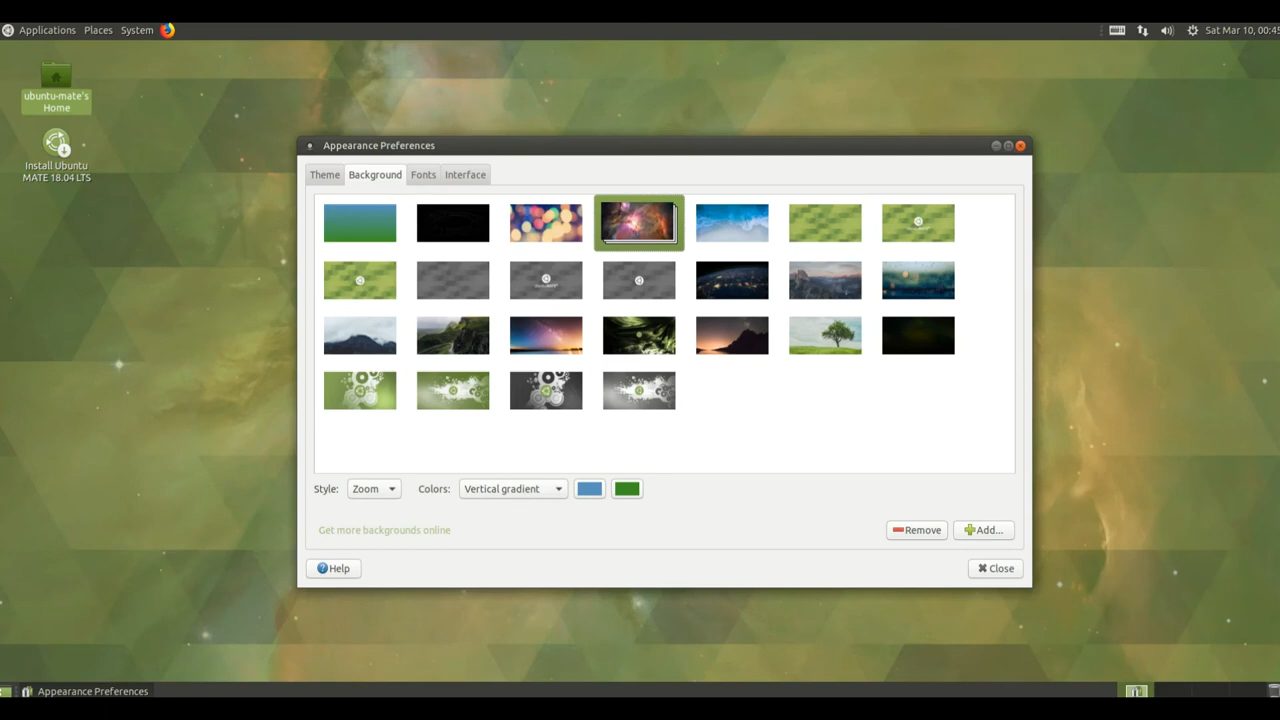 Applications Places System
Sat Mar 10, 00:45
ubuntu-mate's
Home
Install Ubuntu
MATE 18.04 LTS
Appearance Preferences
Theme Background Fonts Interface
Style: Zoom Colors: Vertical gradient
Get more backgrounds online
Remove Add...
Help Close
Appearance Preferences